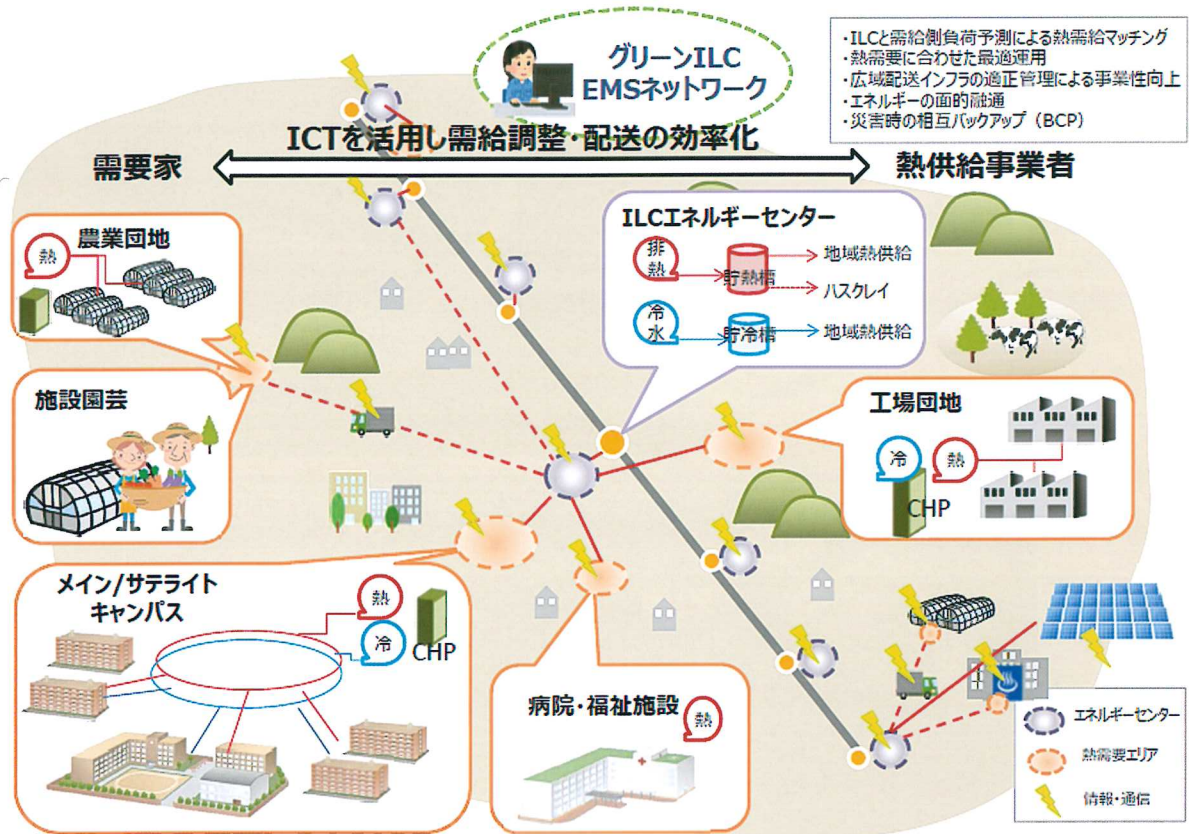 グリーンILC
EMSネットワーク
・ILCと需給側負荷予測による熱需給マッチング
・熱需要に合わせた最適運用
・広域配送インフラの適正管理による事業性向上
・エネルギーの面的融通
・災害時の相互バックアップ（BCP）
ICTを活用し需給調整・配送の効率化
需要家
熱供給事業者
農業団地
熱
施設園芸
ILCエネルギーセンター
排熱
貯熱槽
地域熱供給
ハスクレイ
冷水
貯冷槽
地域熱供給
工場団地
冷
熱
CHP
メイン/サテライト
キャンパス
熱
冷
CHP
病院・福祉施設
熱
エネルギーセンター
熱需要エリア
情報・通信